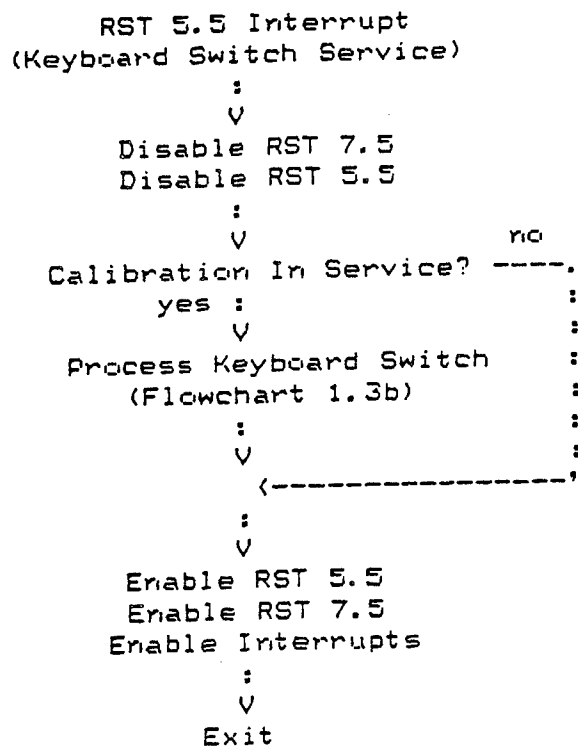 RST 5.5 Interrupt
(Keyboard Switch Service)
:
V
Disable RST 7.5
Disable RST 5.5
:
V
no
Calibration In Service? ----.
yes : :
V :
Process Keyboard Switch :
(Flowchart 1.3b) :
: :
V :
<-----------------'
:
V
Enable RST 5.5
Enable RST 7.5
Enable Interrupts
:
V
Exit